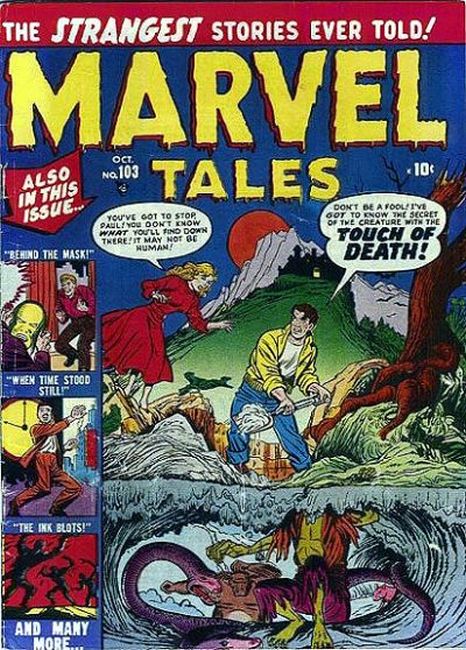 THE STRANGEST STORIES EVER TOLD!
MARVEL
TALES
OCT.
NO.103
10¢
ALSO
IN THIS
ISSUE...
YOU'VE GOT TO STOP,
PAUL! YOU DON'T KNOW
WHAT YOU'LL FIND DOWN
THERE! IT MAY NOT BE
HUMAN!
DON'T BE A FOOL! I'VE
GOT TO KNOW THE SECRET
OF THE CREATURE WITH THE
TOUCH OF
DEATH!
"BEHIND THE MASK!"
"WHEN TIME STOOD
STILL!"
"THE INK BLOTS!"
AND MANY
MORE...